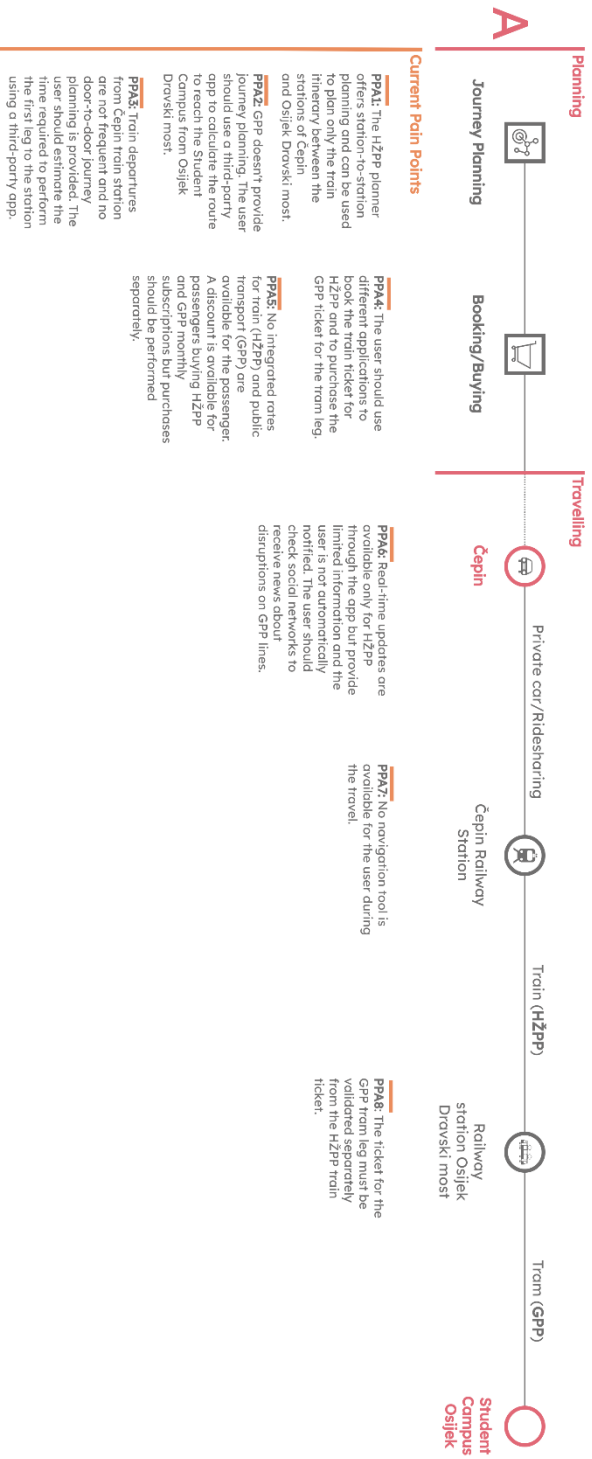 A
Planning
Journey Planning
Booking/Buying
Travelling
Čepin
Private car/Ridesharing
Čepin Railway
Station
Train (HŽPP)
Railway
station Osijek
Dravski most
Tram (GPP)
Student
Campus
Osijek
Current Pain Points
PPA1: The HŽPP planner
offers station-to-station
planning and can be used
to plan only the train
itinerary between the
stations of Čepin
and Osijek Dravski most.
PPA2: GPP doesn't provide
journey planning. The user
should use a third-party
app to calculate the route
to reach the Student
Campus from Osijek
Dravski most.
PPA3: Train departures
from Čepin train station
are not frequent and no
door-to-door journey
planning is provided. The
user should estimate the
time required to perform
the first leg to the station
using a third-party app.
PPA4: The user should use
different applications to
book the train ticket for
HŽPP and to purchase the
GPP ticket for the tram leg.
PPA5: No integrated rates
for train (HŽPP) and public
transport (GPP) are
available for the passenger.
A discount is available for
passengers buying HŽPP
and GPP monthly
subscriptions but purchases
should be performed
separately.
PPA6: Real-time updates are
available only for HŽPP
through the app but provide
limited information and the
user is not automatically
notified. The user should
check social networks to
receive news about
disruptions on GPP lines.
PPA7: No navigation tool is
available for the user during
the travel.
PPA8: The ticket for the
GPP tram leg must be
validated separately
from the HŽPP train
ticket.